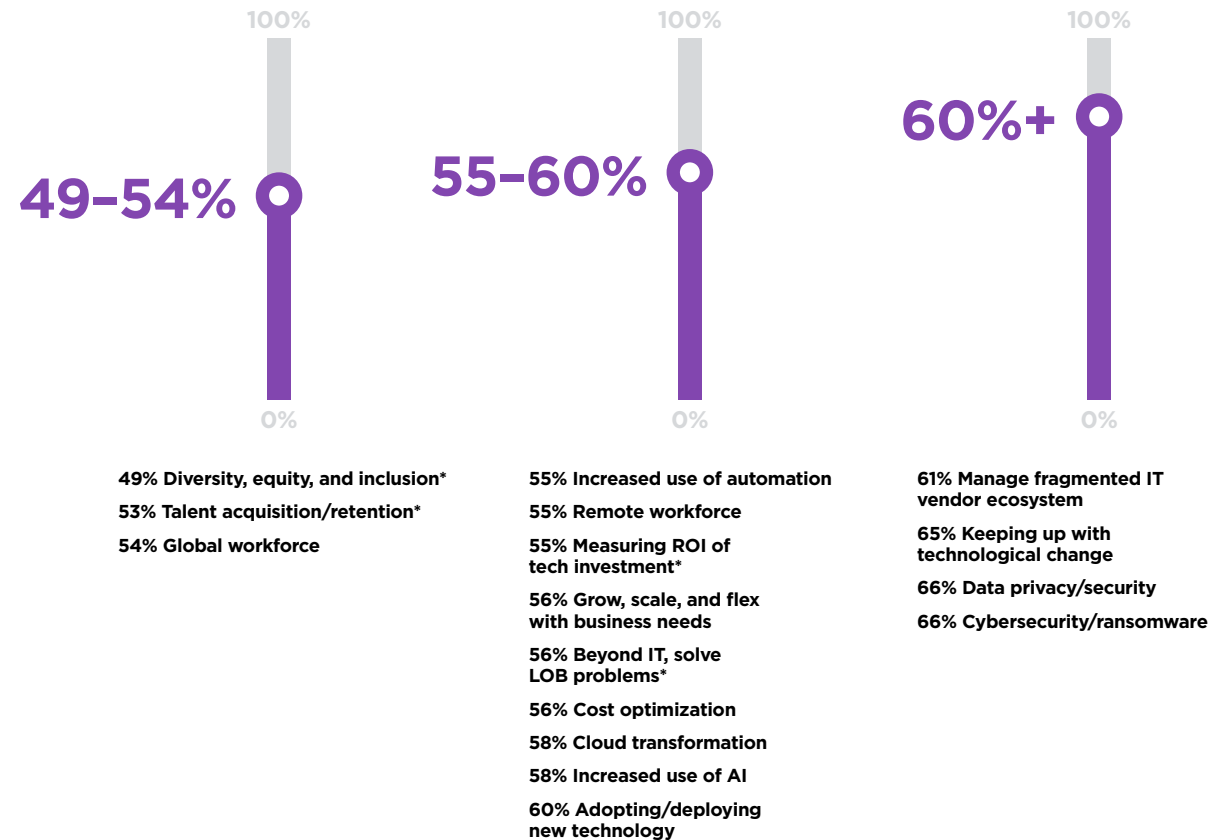 100%
49–54%
0%
49% Diversity, equity, and inclusion*
53% Talent acquisition/retention*
54% Global workforce
100%
55–60%
0%
55% Increased use of automation
55% Remote workforce
55% Measuring ROI of
tech investment*
56% Grow, scale, and flex
with business needs
56% Beyond IT, solve
LOB problems*
56% Cost optimization
58% Cloud transformation
58% Increased use of AI
60% Adopting/deploying
new technology
100%
60%+
0%
61% Manage fragmented IT
vendor ecosystem
65% Keeping up with
technological change
66% Data privacy/security
66% Cybersecurity/ransomware